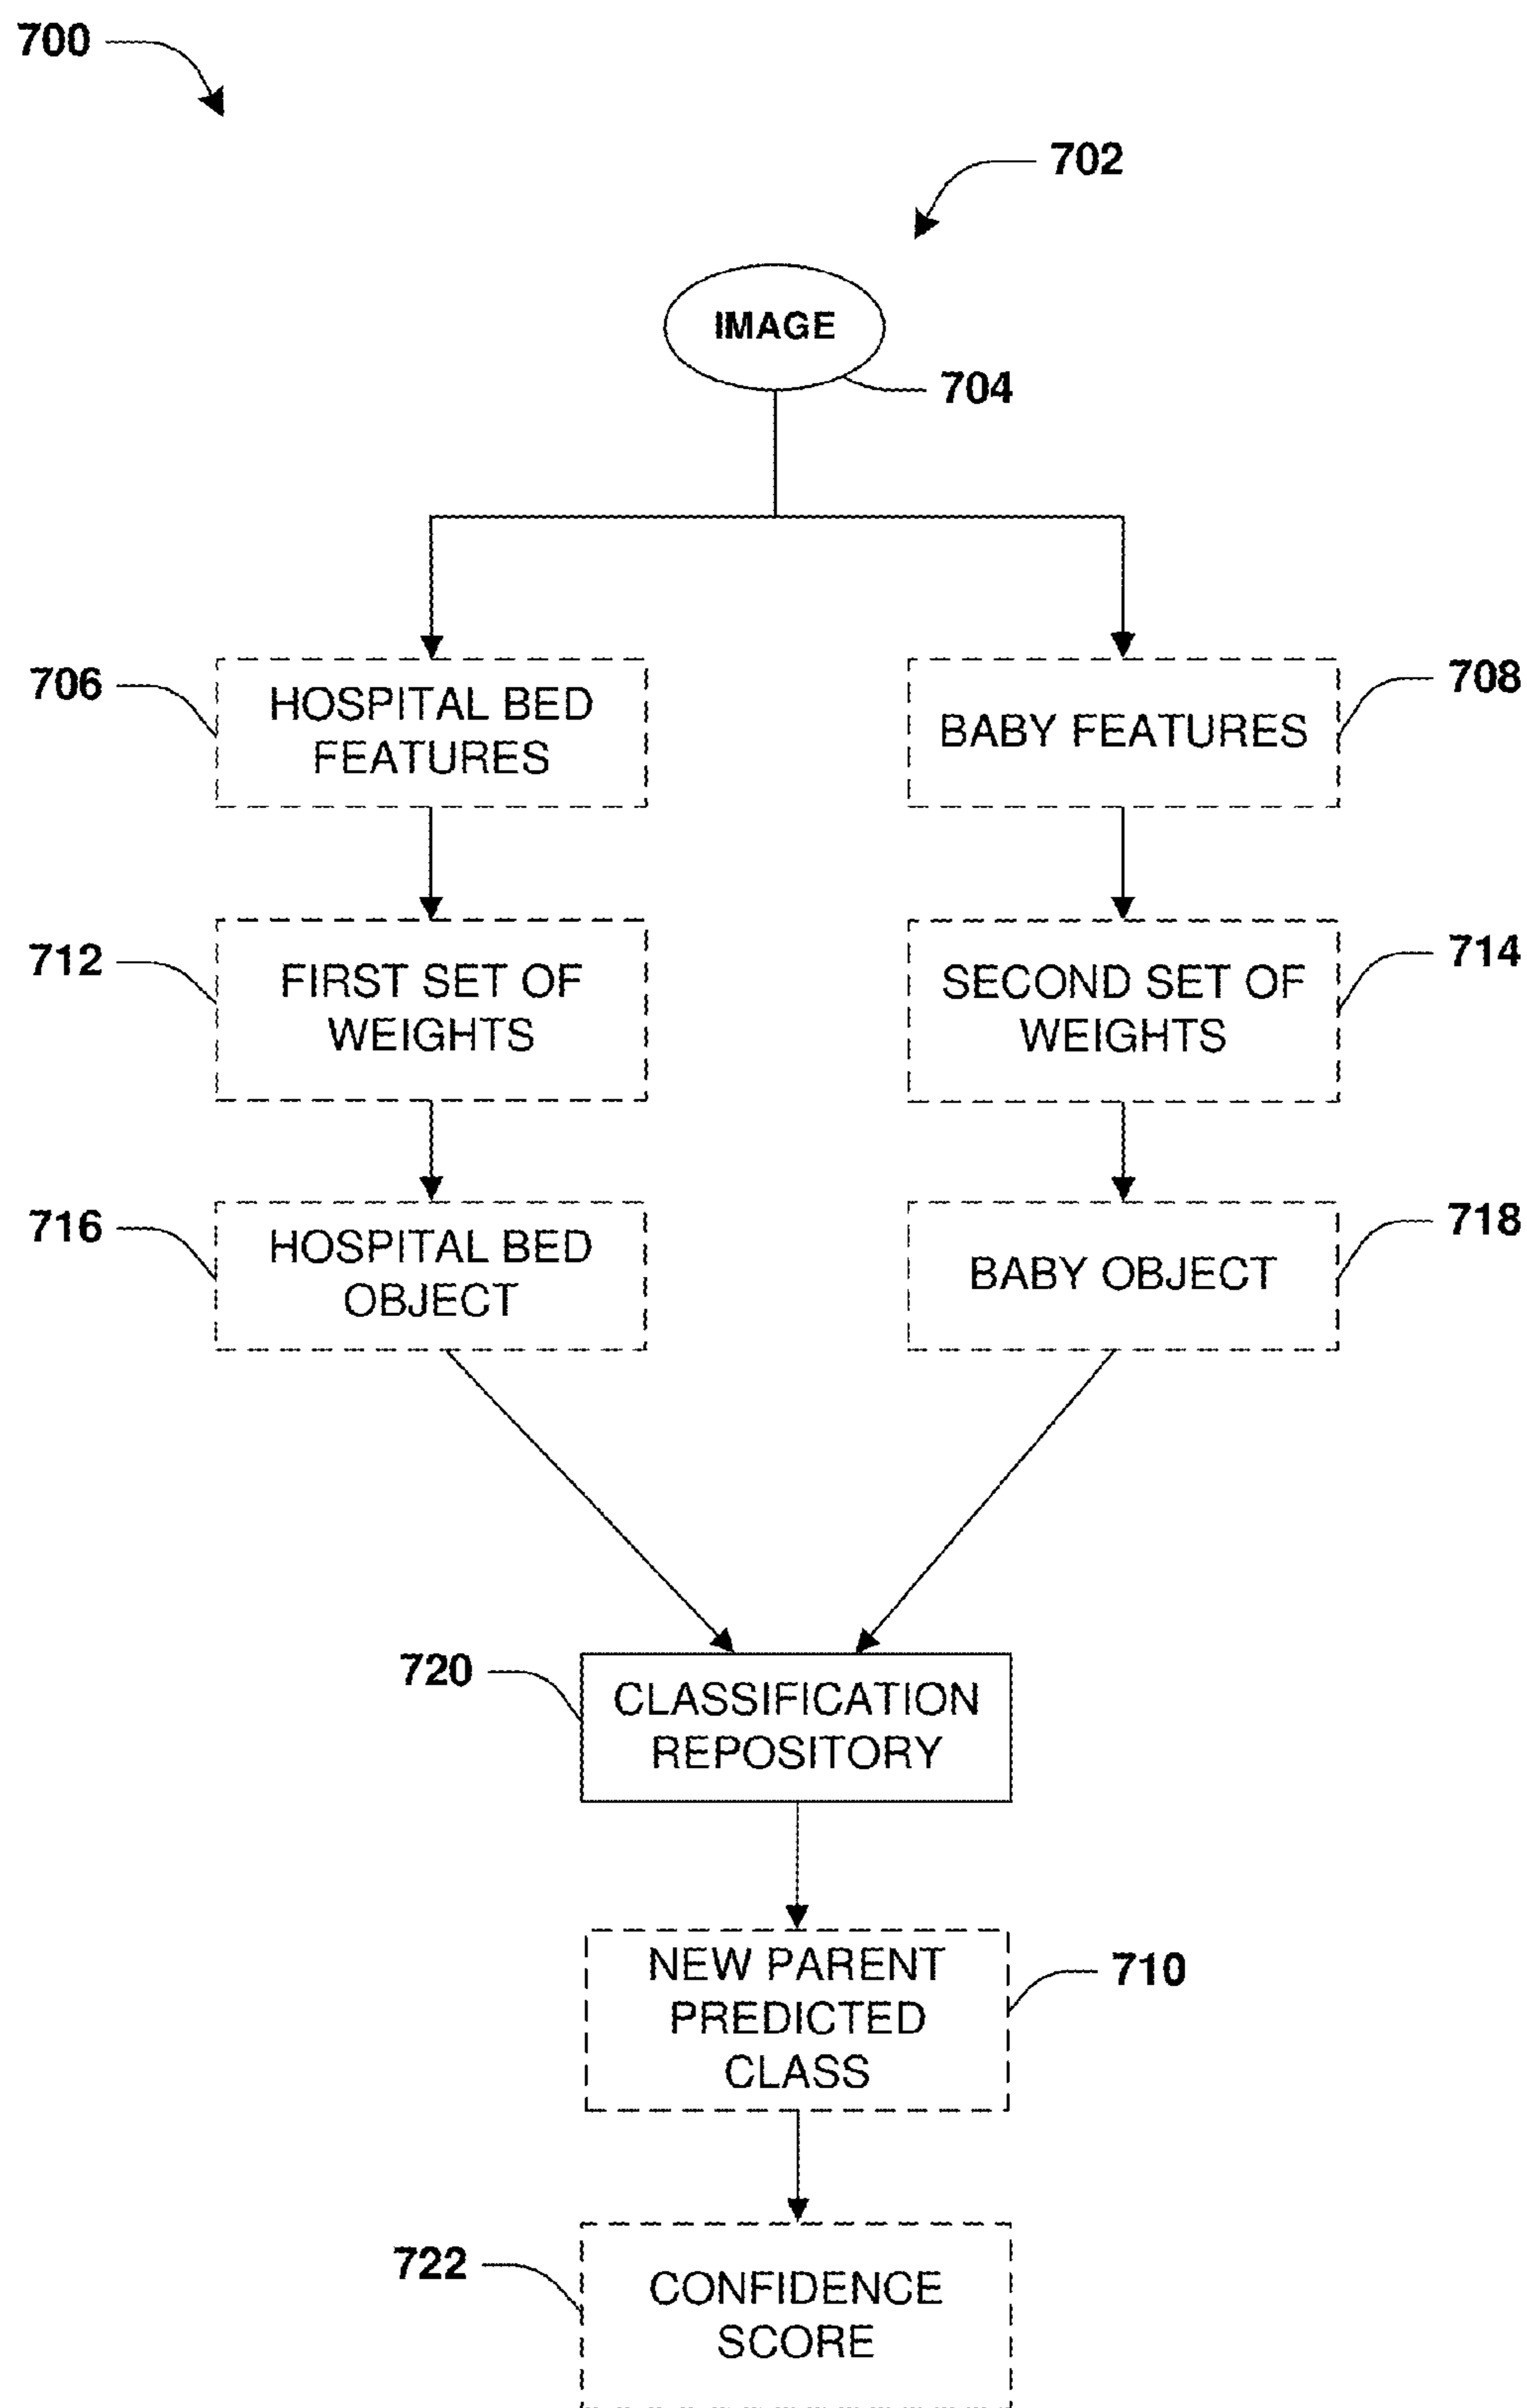 700
702
IMAGE
704
706
HOSPITAL BED
FEATURES
BABY FEATURES
708
712
FIRST SET OF
WEIGHTS
SECOND SET OF
WEIGHTS
714
716
HOSPITAL BED
OBJECT
BABY OBJECT
718
720
CLASSIFICATION
REPOSITORY
NEW PARENT
PREDICTED
CLASS
710
722
CONFIDENCE
SCORE